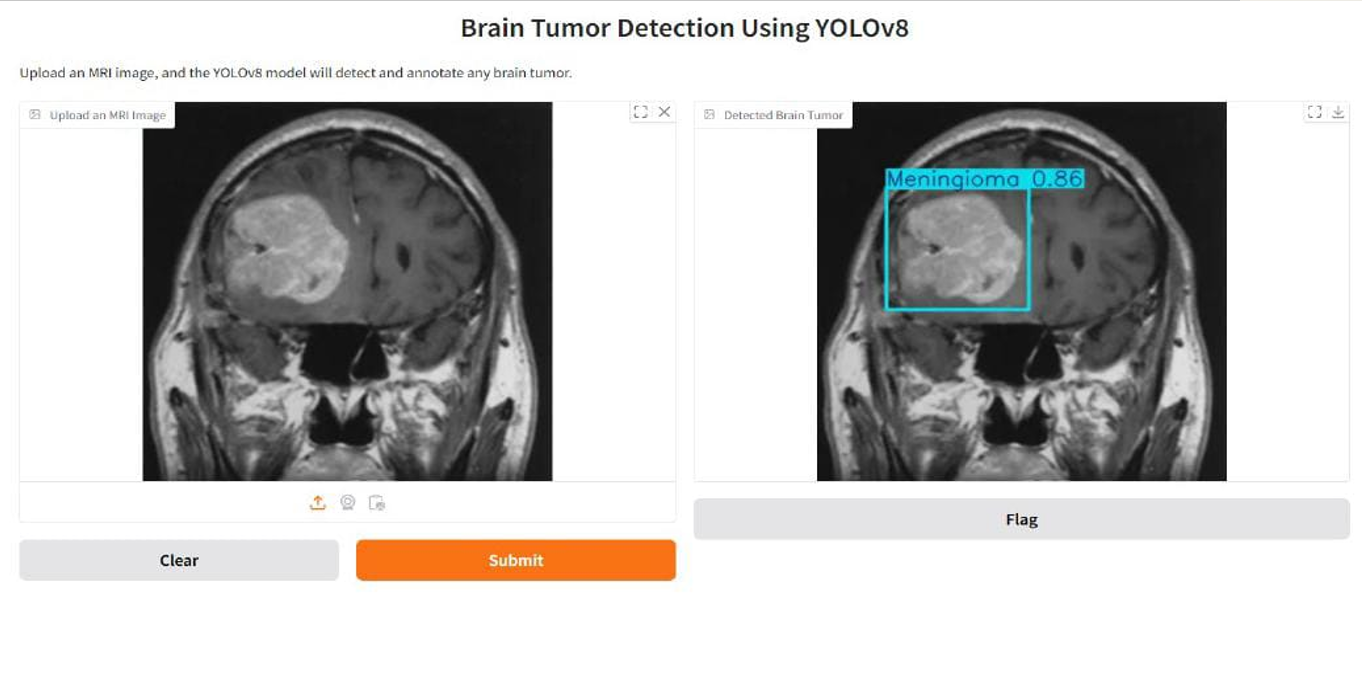 Brain Tumor Detection Using YOLOv8
Upload an MRI image, and the YOLOv8 model will detect and annotate any brain tumor.
Upload an MRI Image
Detected Brain Tumor
Meningioma 0.86
Flag
Clear
Submit